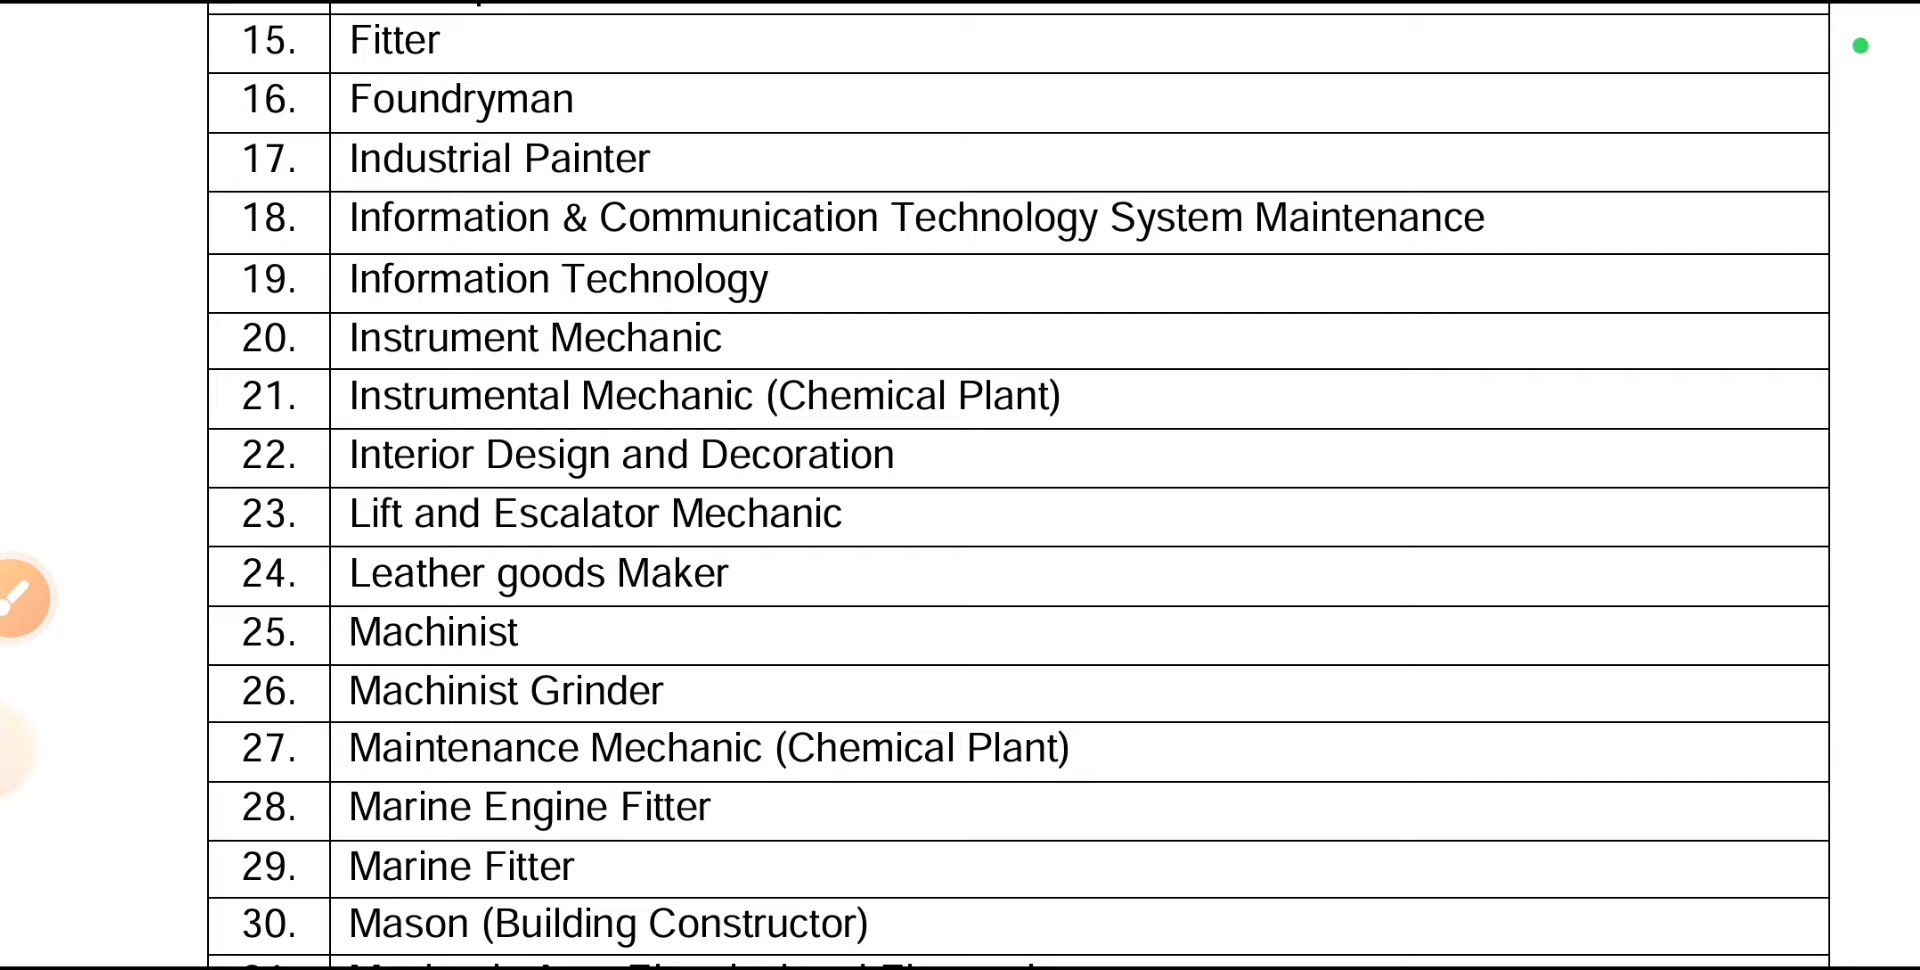 15. Fitter
16. Foundryman
17. Industrial Painter
18. Information & Communication Technology System Maintenance
19. Information Technology
20. Instrument Mechanic
21. Instrumental Mechanic (Chemical Plant)
22. Interior Design and Decoration
23. Lift and Escalator Mechanic
24. Leather goods Maker
25. Machinist
26. Machinist Grinder
27. Maintenance Mechanic (Chemical Plant)
28. Marine Engine Fitter
29. Marine Fitter
30. Mason (Building Constructor)